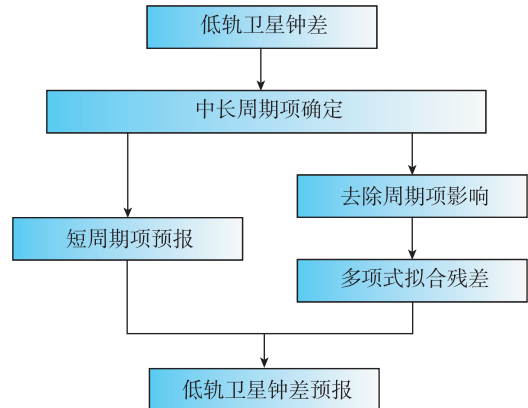 低轨卫星钟差
中长周期项确定
去除周期项影响
短周期项预报
多项式拟合残差
低轨卫星钟差预报